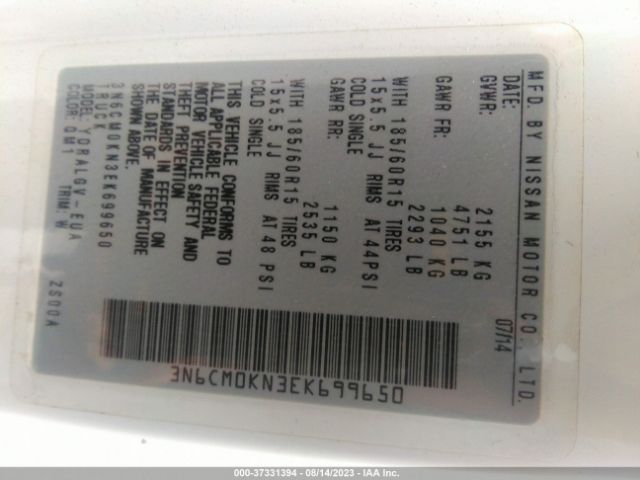 MFD. BY NISSAN MOTOR CO., LTD.
DATE: 07/14
GVWR: 2155 KG
4751 LB
GAWR FR: 1040 KG
2293 LB
WITH 185/60R15 TIRES
15x5.5 JJ RIMS AT 44PSI
COLD SINGLE
GAWR RR: 1150 KG
2535 LB
WITH 185/60R15 TIRES
15x5.5 JJ RIMS AT 48 PSI
COLD SINGLE
THIS VEHICLE CONFORMS TO
ALL APPLICABLE FEDERAL
MOTOR VEHICLE SAFETY AND
THEFT PREVENTION
STANDARDS IN EFFECT ON
THE DATE OF MANUFACTURE
SHOWN ABOVE.
3N6CM0KN3EK699650
TRUCK
MODEL: YDRALGV-EUA
COLOR: QM1 TRIM: W
ZS00A
3N6CM0KN3EK699650
000-37331394 - 08/14/2023 - IAA Inc.